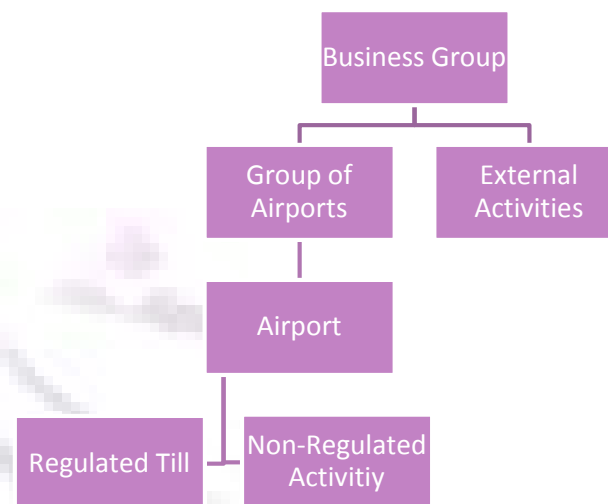 Business Group
Group of
Airports
External
Activities
Airport
Regulated Till
Non-Regulated
Activitiy